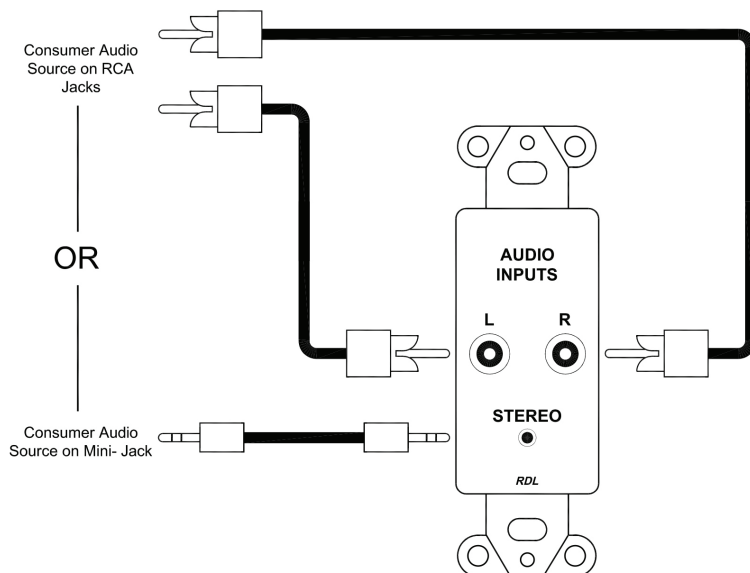 Consumer Audio
Source on RCA
Jacks
OR
Consumer Audio
Source on Mini- Jack
AUDIO
INPUTS
L R
STEREO
RDL